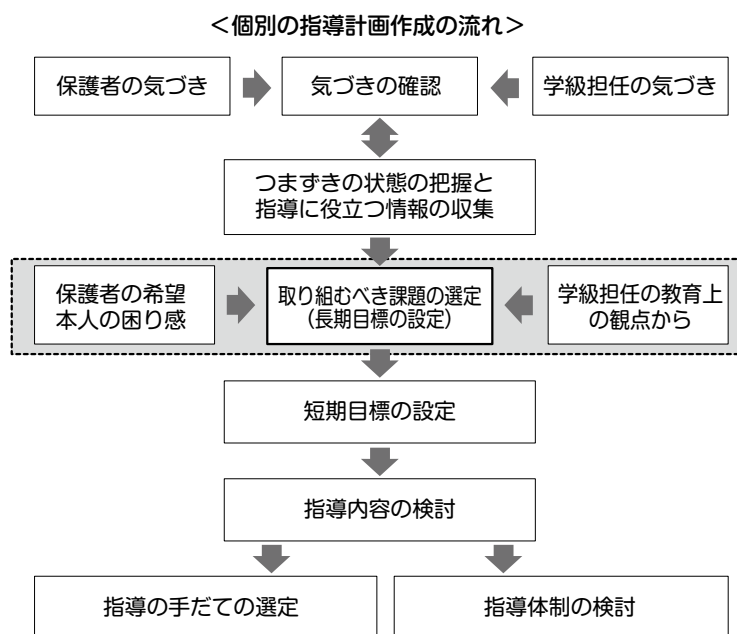 ＜個別の指導計画作成の流れ＞
保護者の気づき
気づきの確認
学級担任の気づき
つまずきの状態の把握と
指導に役立つ情報の収集
保護者の希望
本人の困り感
取り組むべき課題の選定
（長期目標の設定）
学級担任の教育上
の観点から
短期目標の設定
指導内容の検討
指導の手だての選定
指導体制の検討